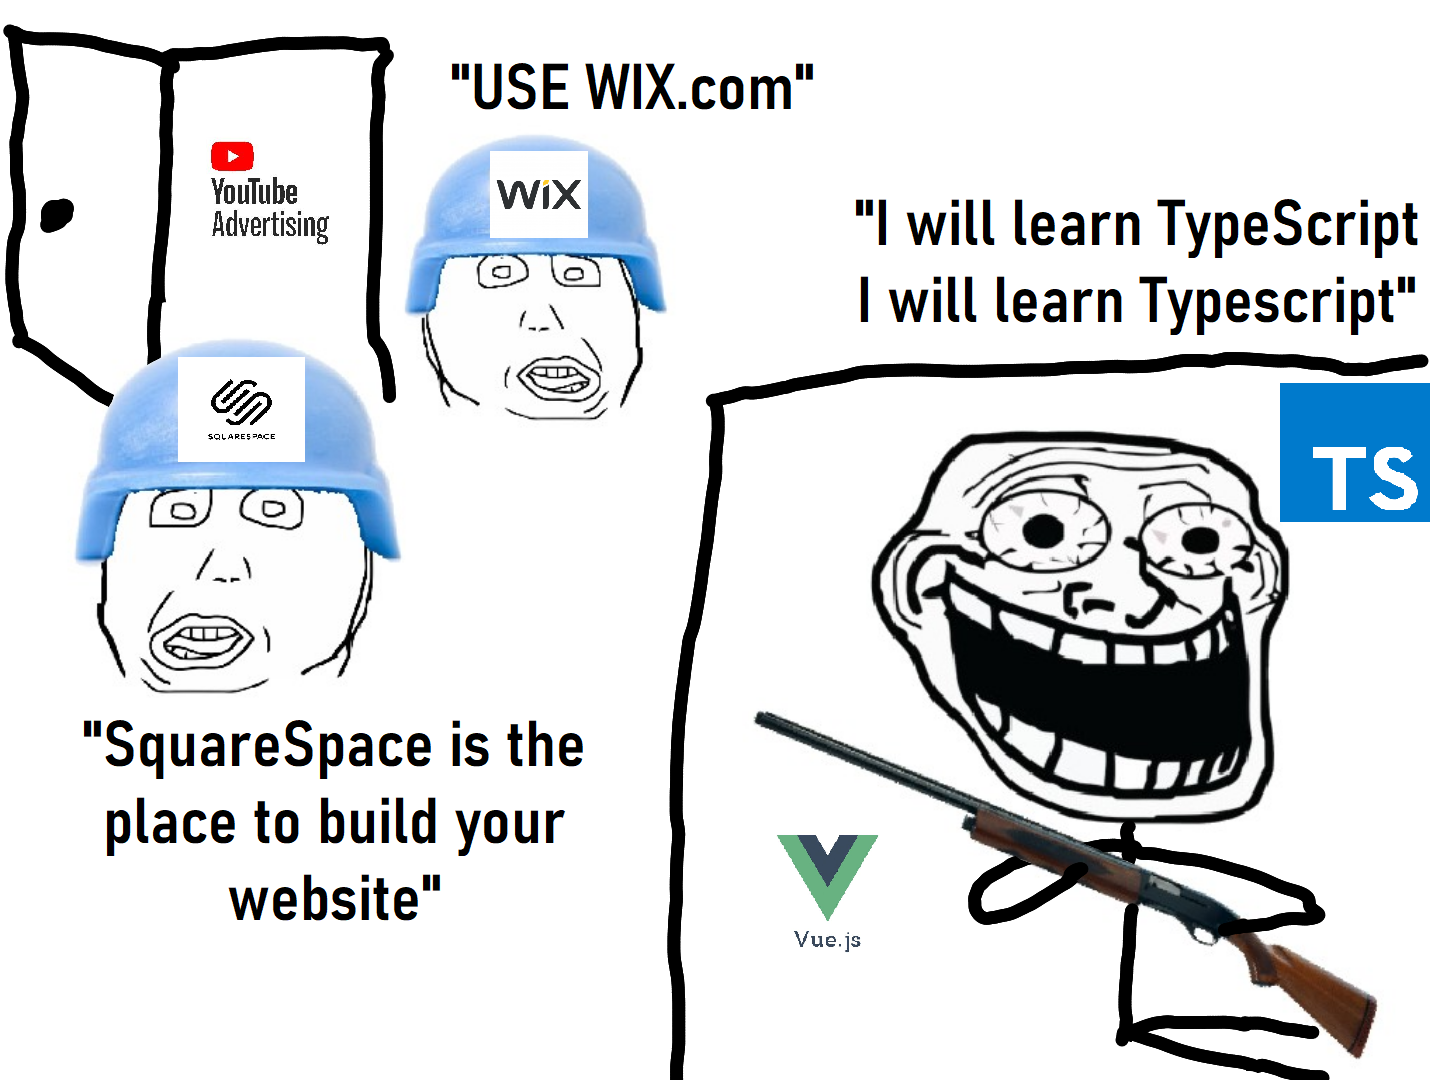 "USE WIX.com"
YouTube
Advertising
WiX
"I will learn TypeScript
I will learn Typescript"
SQUARESPACE
TS
"SquareSpace is the
place to build your
website"
Vue.js